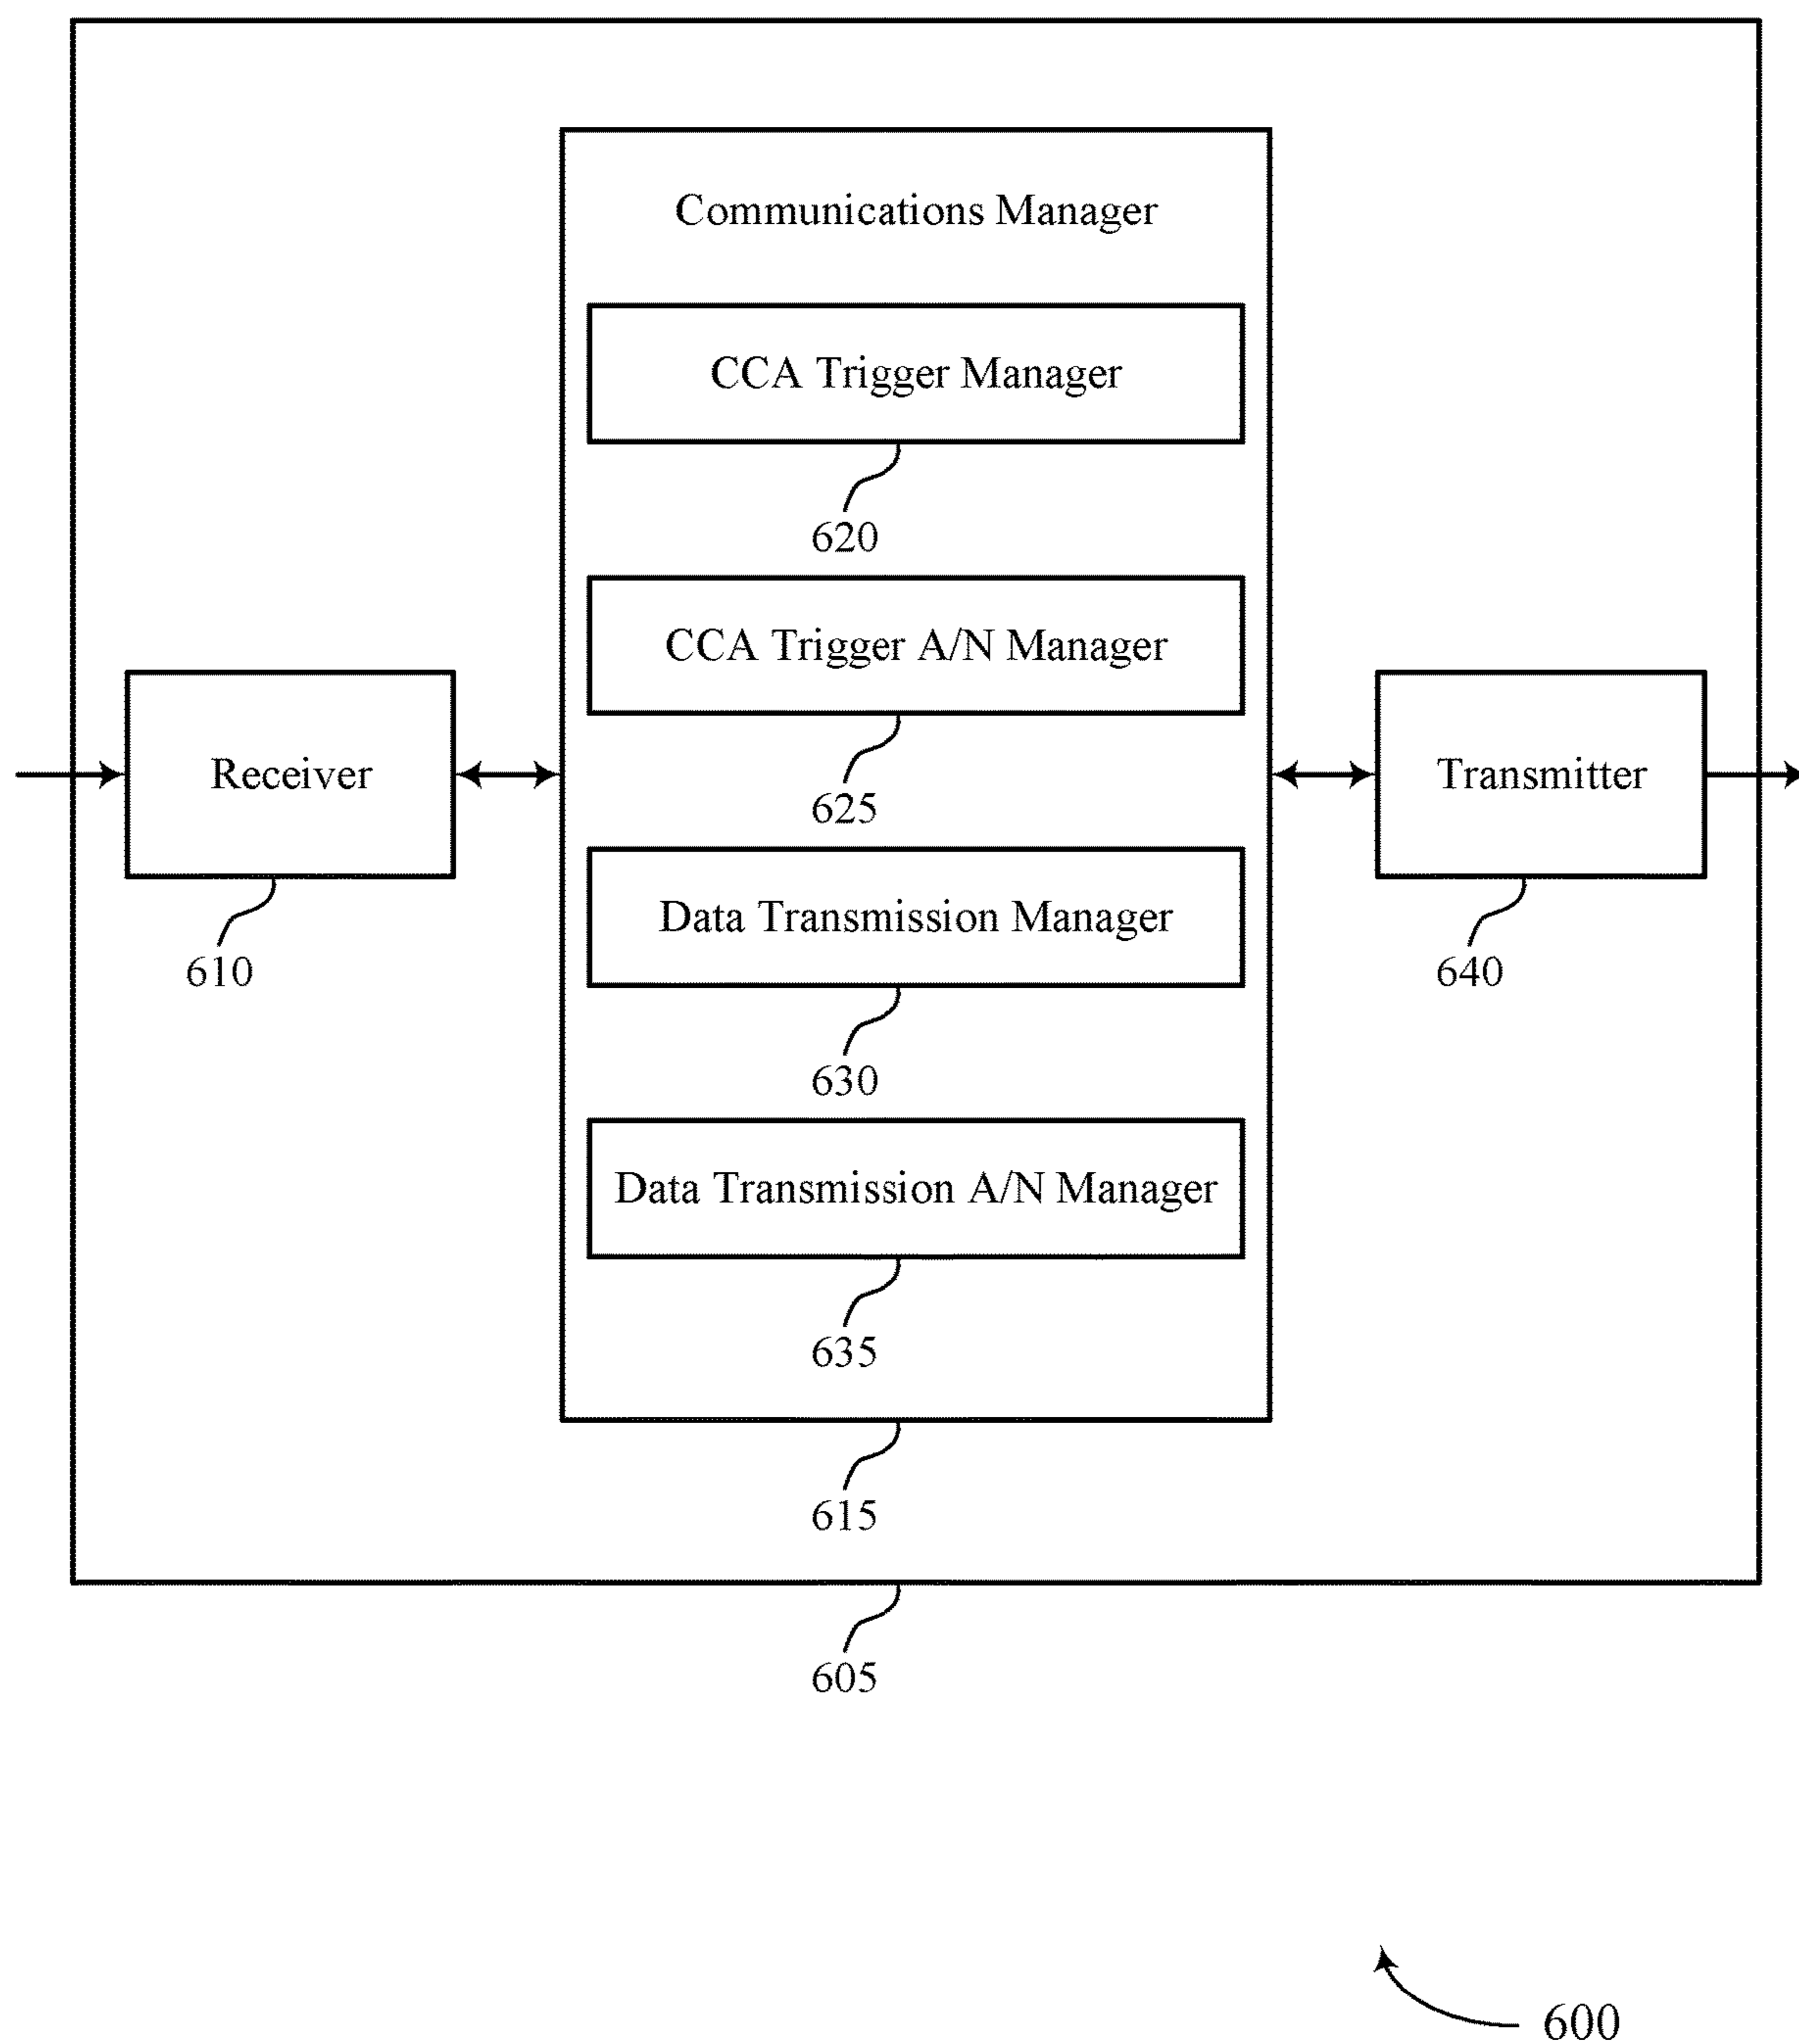 Communications Manager
CCA Trigger Manager
620
CCA Trigger A/N Manager
625
Receiver
610
Transmitter
640
Data Transmission Manager
630
Data Transmission A/N Manager
635
615
605
600